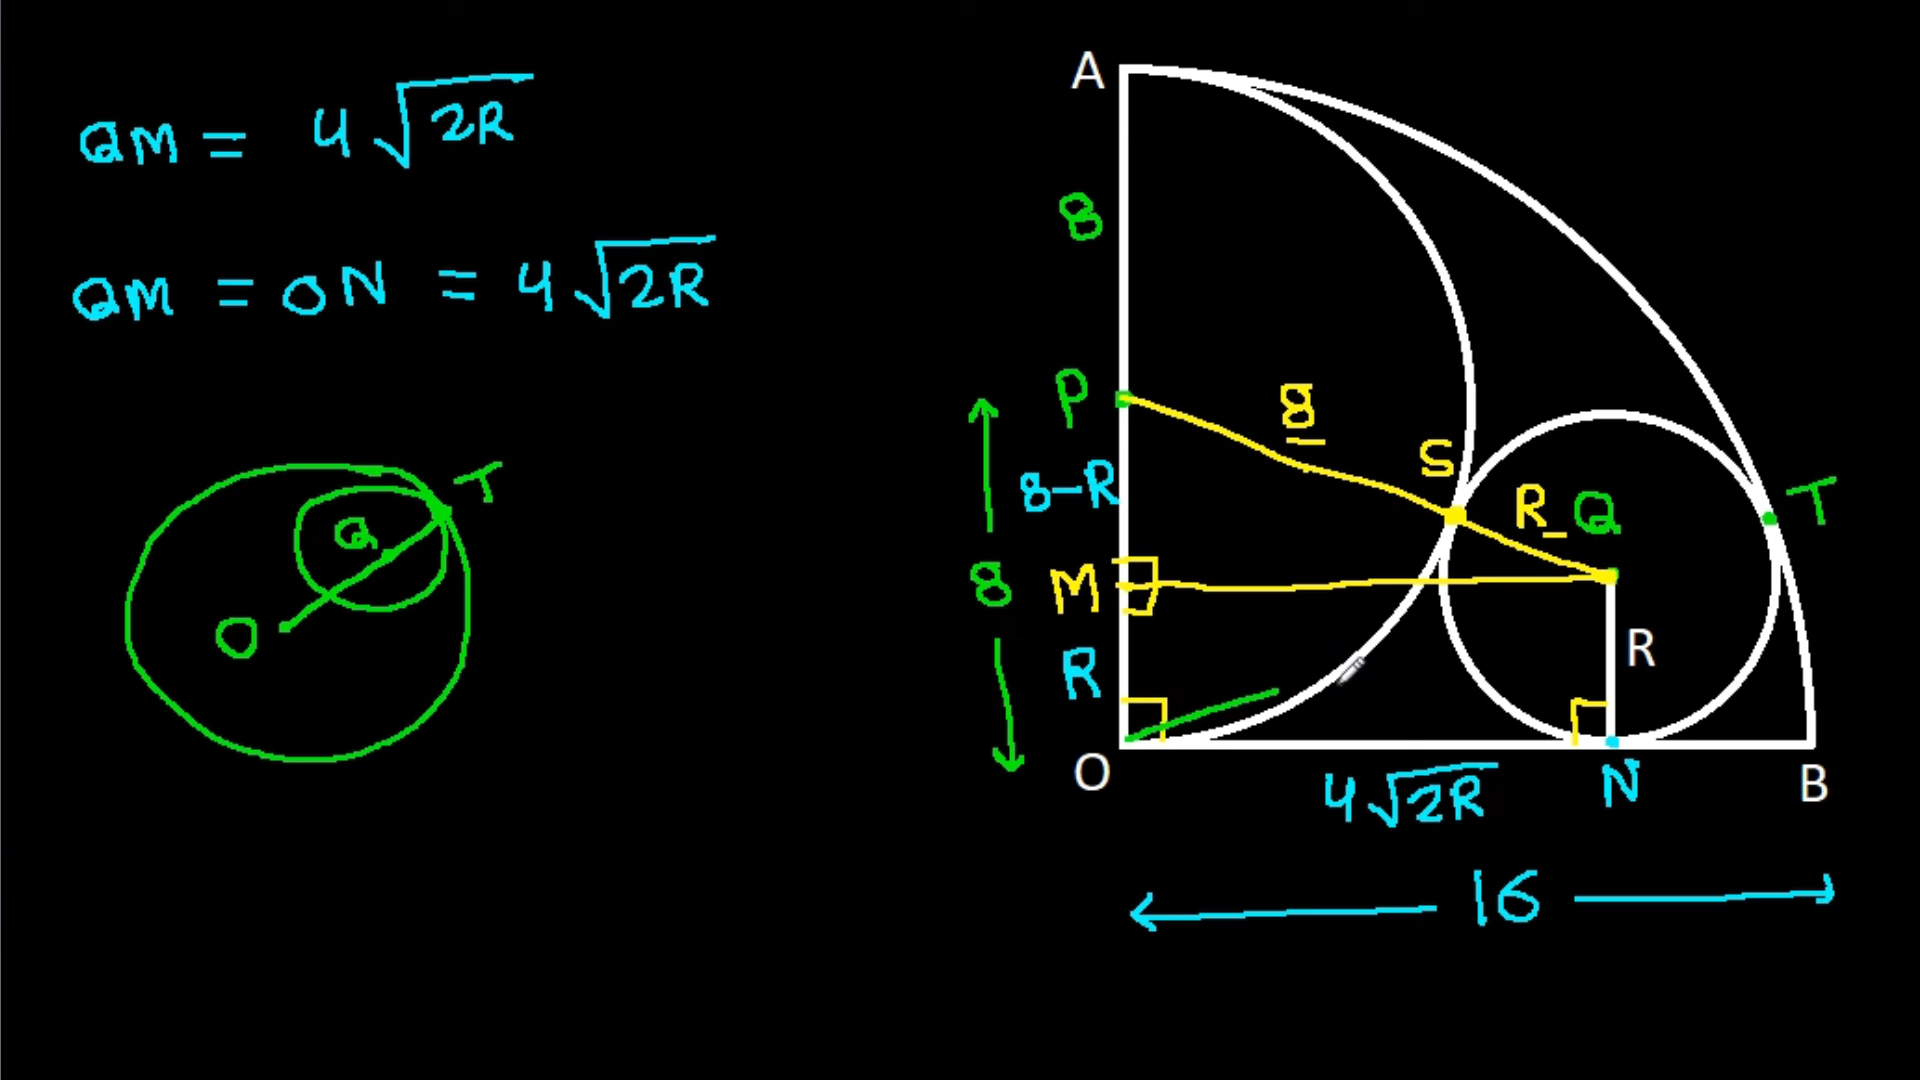 QM = 4√2R
QM = ON = 4√2R
T
Q
O
A
8
P
8
S
8-R
R
Q
T
8
M
R
R
O
4√2R
N
B
16